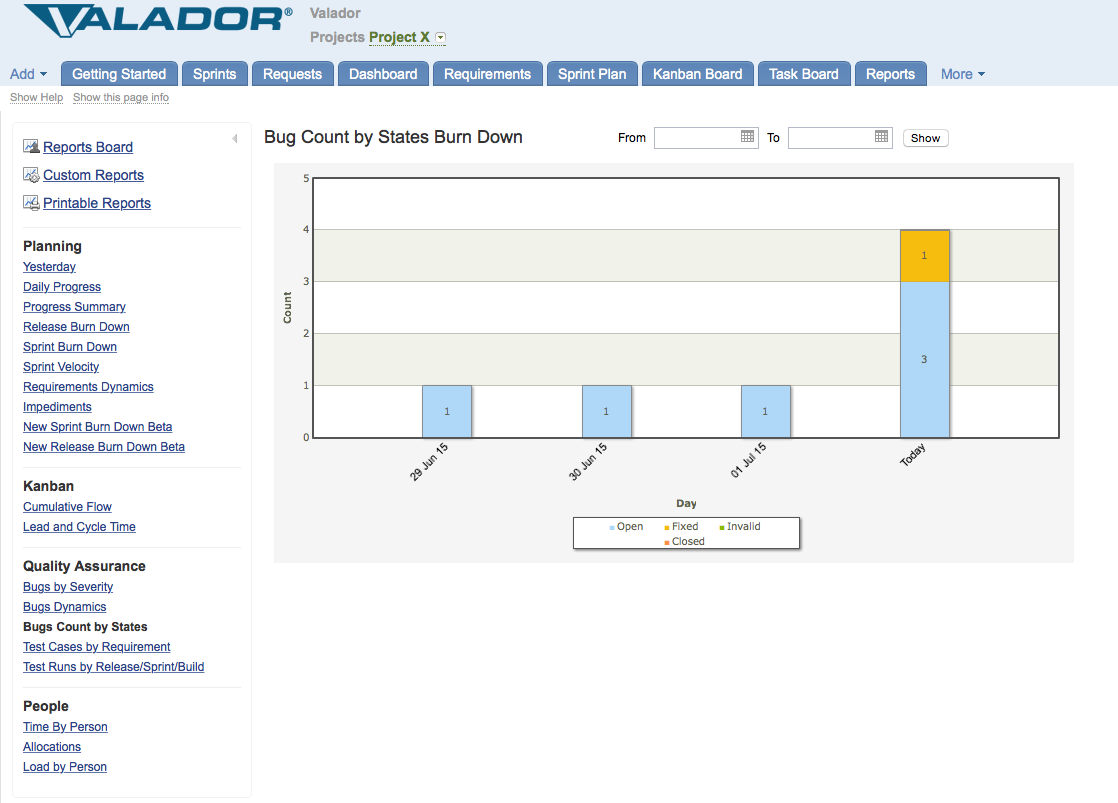 VALADOR®
Valador
Projects Project X
Add Getting Started Sprints Requests Dashboard Requirements Sprint Plan Kanban Board Task Board Reports More
Show Help Show this page info
Reports Board
Custom Reports
Printable Reports
Planning
Yesterday
Daily Progress
Progress Summary
Release Burn Down
Sprint Burn Down
Sprint Velocity
Requirements Dynamics
Impediments
New Sprint Burn Down Beta
New Release Burn Down Beta
Kanban
Cumulative Flow
Lead and Cycle Time
Quality Assurance
Bugs by Severity
Bugs Dynamics
Bugs Count by States
Test Cases by Requirement
Test Runs by Release/Sprint/Build
People
Time By Person
Allocations
Load by Person
Bug Count by States Burn Down
From To Show
5
4
3
2
1
0
Count
1
1
1
1
3
29 Jun 15
30 Jun 15
01 Jul 15
Today
Day
Open Fixed Invalid
Closed